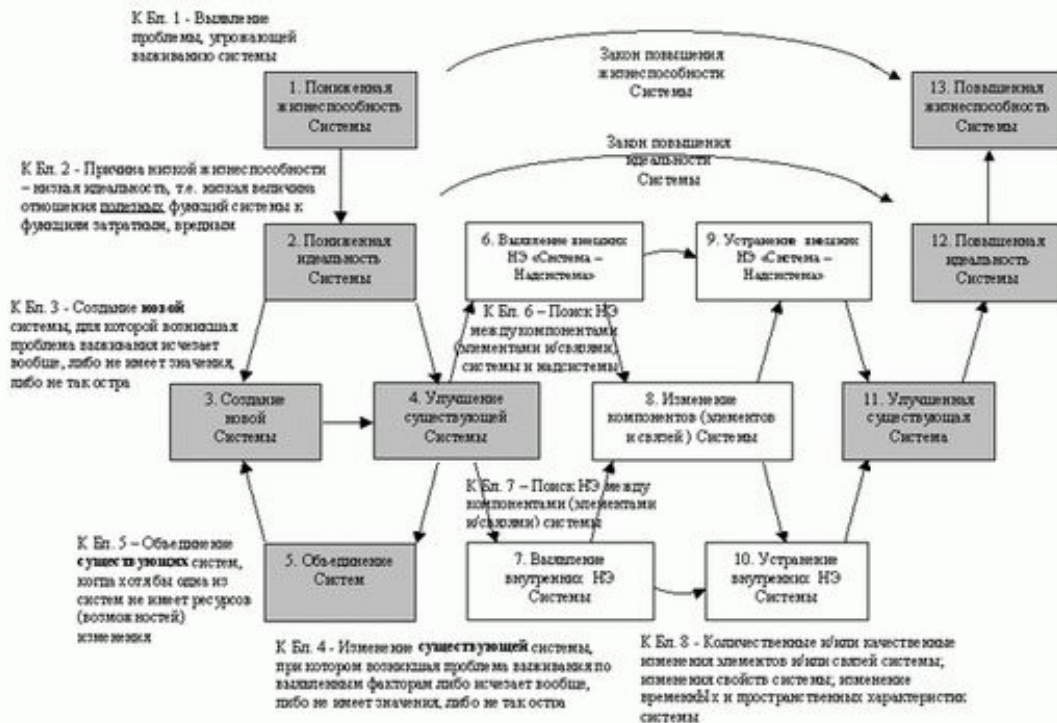 К Бл. 1 - Выявление
проблемы, угрожающей
выживанию системы
Закон повышения
жизнеспособности
Системы
1. Пониженная
жизнеспособность
Системы
13. Повышенная
жизнеспособность
Системы
К Бл. 2 - Причина низкой жизнеспособности
– низкая идеальность, т.е. низкая величина
отношения полезных функций системы к
функциям затратным, вредным
Закон повышения
идеальности
Системы
2. Пониженная
идеальность
Системы
6. Выявление внешних
НЭ «Система –
Надсистема»
9. Устранение внешних
НЭ «Система –
Надсистема»
12. Повышенная
идеальность
Системы
К Бл. 3 - Создание новой
системы, для которой возникшая
проблема выживания исчезает
вообще, либо не имеет значения,
либо не так остра
К Бл. 6 – Поиск НЭ
между компонентами
(элементами и/связями)
системы и надсистемы
3. Создание
новой
Системы
4. Улучшение
существующей
Системы
8. Изменение
компонентов (элементов
и связей) Системы
11. Улучшенная
существующая
Система
К Бл. 7 – Поиск НЭ между
компонентами (элементами
и/связями) системы
К Бл. 5 – Объединение
существующих систем,
когда хотя бы одна из
систем не имеет ресурсов
(возможностей)
изменения
5. Объединение
Систем
7. Выявление
внутренних НЭ
Системы
10. Устранение
внутренних НЭ
Системы
К Бл. 4 - Изменение существующей системы,
при котором возникшая проблема выживания по
выявленным факторам либо исчезает вообще,
либо не имеет значения, либо не так остра
К Бл. 8 - Количественные и/или качественные
изменения элементов и/или связей системы;
изменения свойств системы; изменение
временнЫх и пространственных характеристик
системы